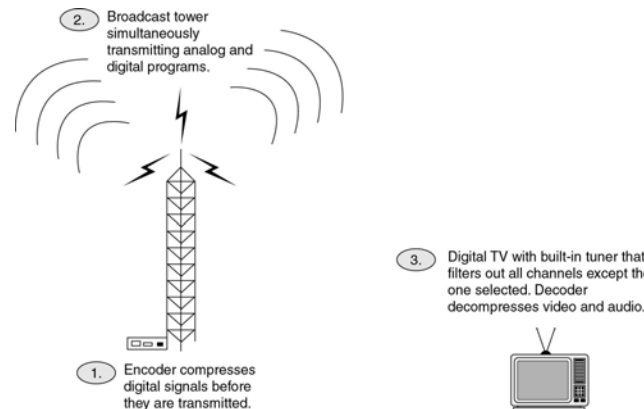 2. Broadcast tower
simultaneously
transmitting analog and
digital programs.
3. Digital TV with built-in tuner that
filters out all channels except
one selected. Decoder
decompresses video and audio.
1. Encoder compresses
digital signals before
they are transmitted.